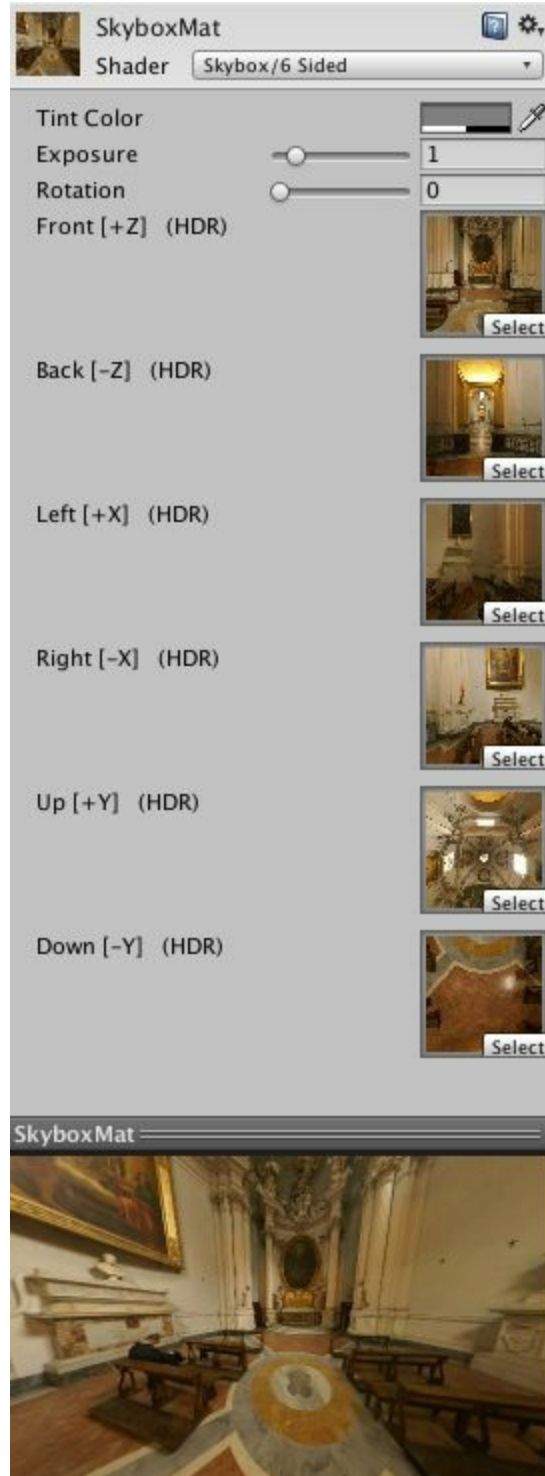 SkyboxMat
Shader Skybox/6 Sided
Tint Color
Exposure 1
Rotation 0
Front [+Z] (HDR)
Select
Back [-Z] (HDR)
Select
Left [+X] (HDR)
Select
Right [-X] (HDR)
Select
Up [+Y] (HDR)
Select
Down [-Y] (HDR)
Select
SkyboxMat